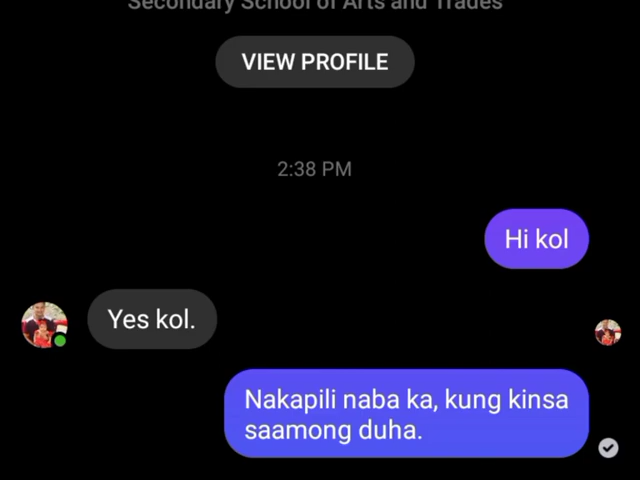 Secondary School of Arts and Trades
VIEW PROFILE
2:38 PM
Hi kol
Yes kol.
Nakapili naba ka, kung kinsa
saamong duha.